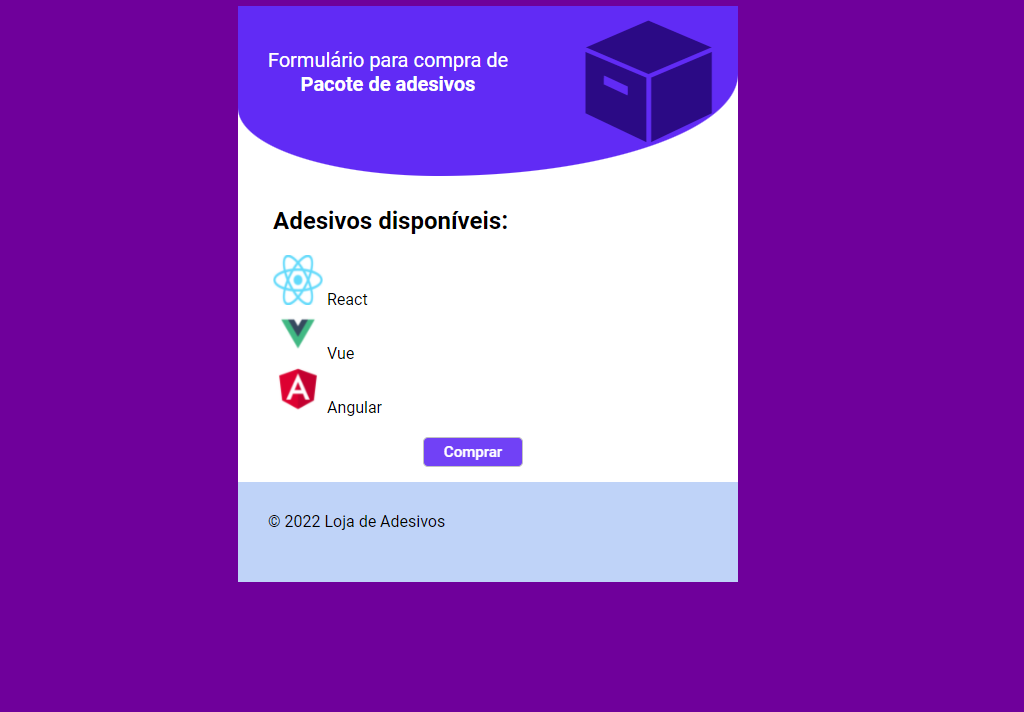 Formulário para compra de
Pacote de adesivos
Adesivos disponíveis:
React
Vue
A
Angular
Comprar
© 2022 Loja de Adesivos